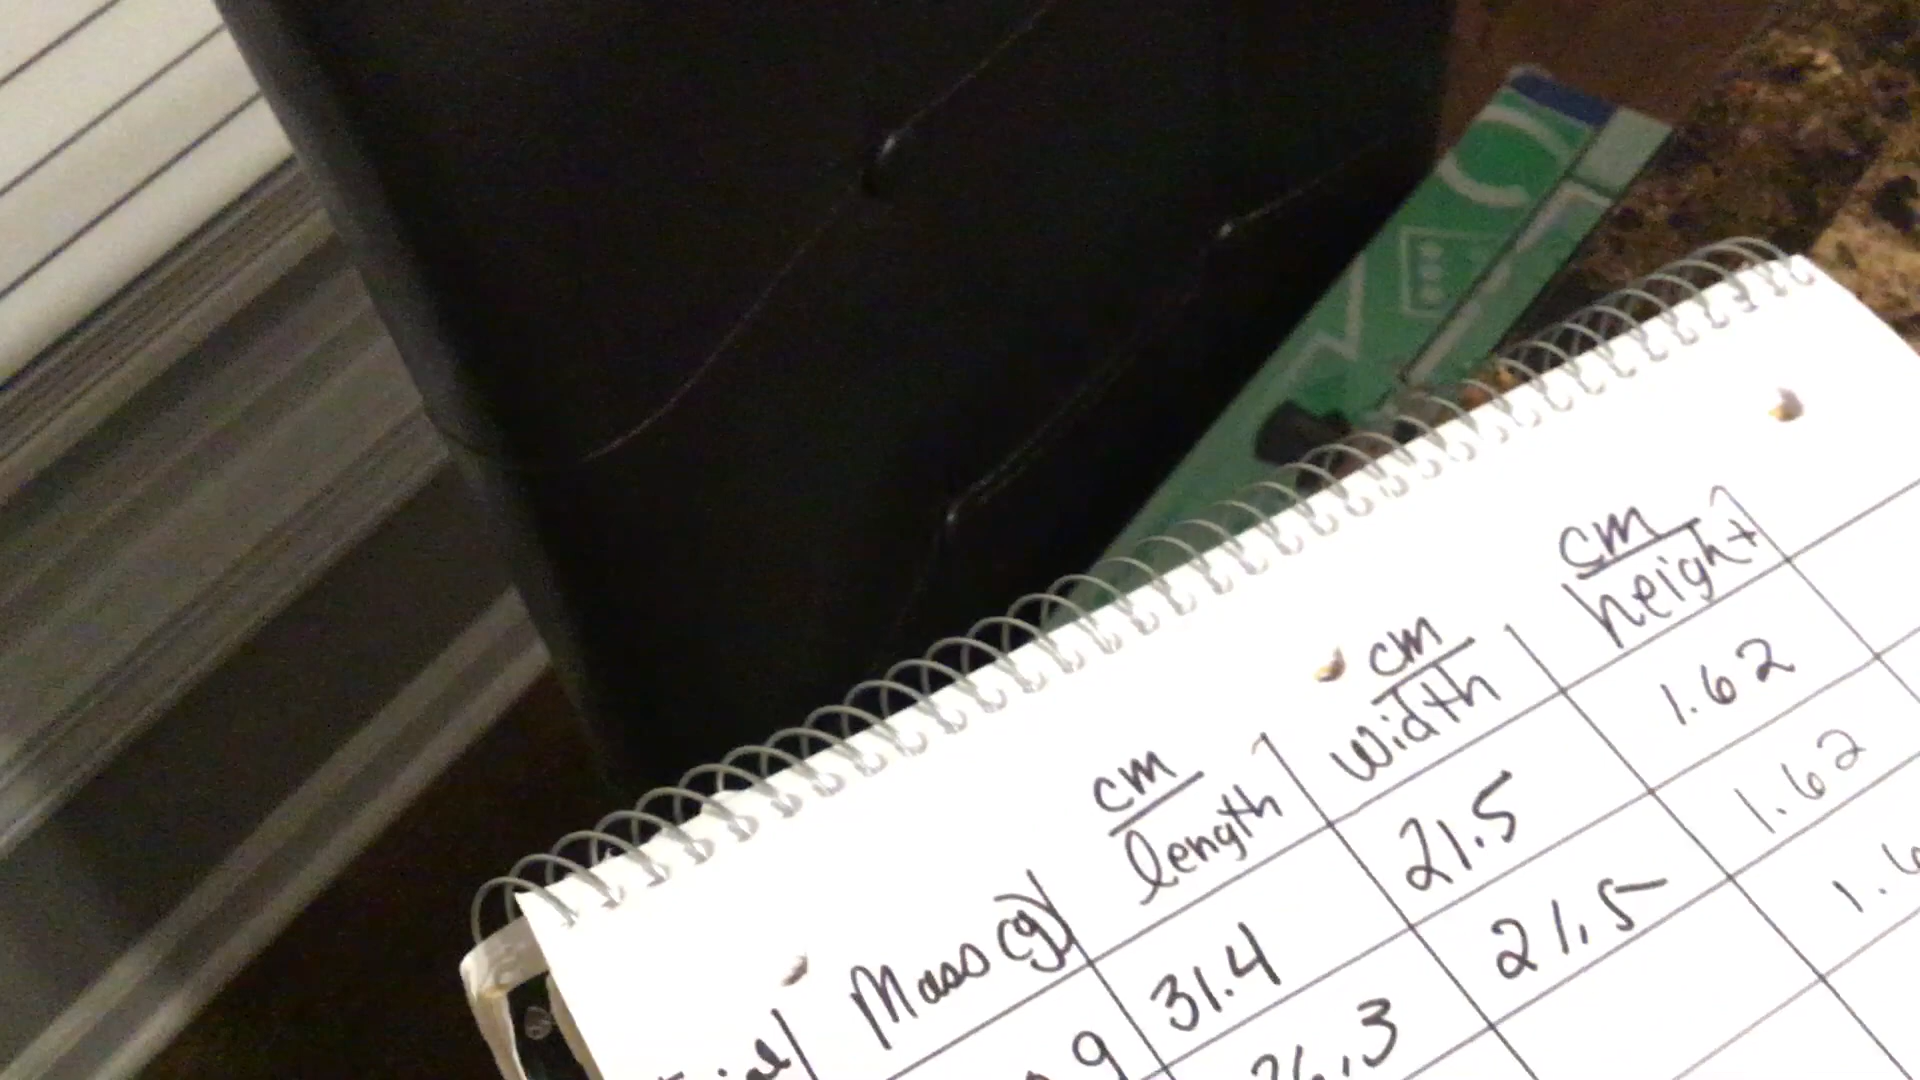 cm cm cm
Mass (g) length width height
31.4 21.5 1.62
21.5 1.62